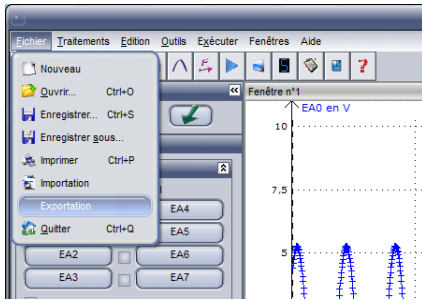 Fichier Traitements Edition Outils Exécuter Fenêtres Aide
Nouveau
Ouvrir... Ctrl+O
Enregistrer... Ctrl+S
Enregistrer sous...
Imprimer Ctrl+P
Importation
Exportation
Quitter Ctrl+Q
EA4
EA5
EA2 EA6
EA3 EA7
Fenêtre n°1
EA0 en V
10
7.5
5